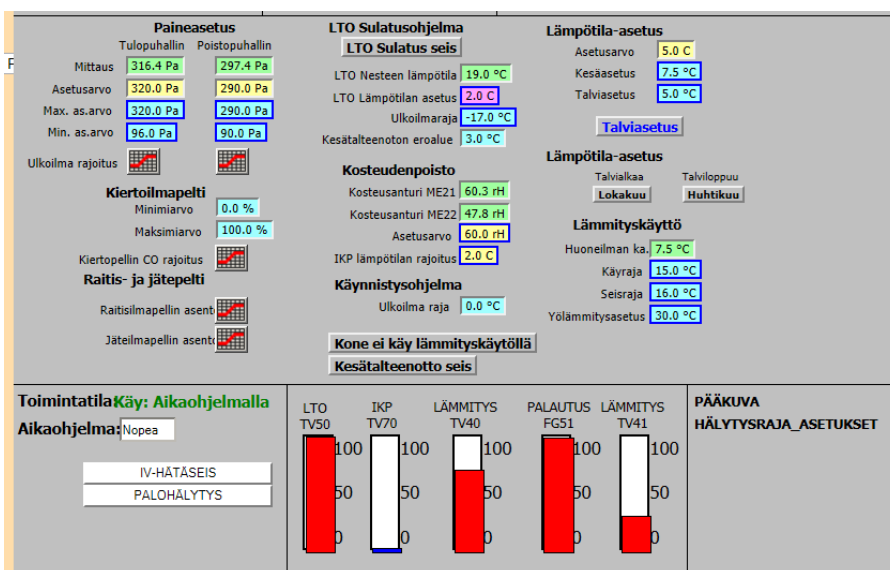 Paineasetus
Tulopuhallin Poistopuhallin
Mittaus 316.4 Pa 297.4 Pa
Asetusarvo 320.0 Pa 290.0 Pa
Max. as.arvo 320.0 Pa 290.0 Pa
Min. as.arvo 96.0 Pa 90.0 Pa
Ulkoilma rajoitus
Kiertoilmapelti
Minimiarvo 0.0 %
Maksimiarvo 100.0 %
Kiertopellin CO rajoitus
Raitis- ja jätepelti
Raitisilmapellin asent
Jäteilmapellin asent
LTO Sulatusohjelma
LTO Sulatus seis
LTO Nesteen lämpötila 19.0 °C
LTO Lämpötilan asetus 2.0 C
Ulkoilmaraja -17.0 °C
Kesätalteenoton eroalue 3.0 °C
Kosteudenpoisto
Kosteusanturi ME21 60.3 rH
Kosteusanturi ME22 47.8 rH
Asetusarvo 60.0 rH
IKP lämpötilan rajoitus 2.0 C
Käynnistysohjelma
Ulkoilma raja 0.0 °C
Kone ei käy lämmityskäytöllä
Kesätalteenotto seis
Lämpötila-asetus
Asetusarvo 5.0 C
Kesäasetus 7.5 °C
Talviasetus 5.0 °C
Talviasetus
Lämpötila-asetus
Talvialkaa Talviloppuu
Lokakuu Huhtikuu
Lämmityskäyttö
Huoneilman ka. 7.5 °C
Käyraja 15.0 °C
Seisraja 16.0 °C
Yölämmitysasetus 30.0 °C
Toimintatila: Käy: Aikaohjelmalla
Aikaohjelma: Nopea
IV-HÄTÄSEIS
PALOHÄLYTYS
LTO IKP LÄMMITYS PALAUTUS LÄMMITYS
TV50 TV70 TV40 FG51 TV41
100 100 100 100 100
50 50 50 50 50
0 0 0 0 0
PÄÄKUVA
HÄLYTYSRAJA_ASETUKSET